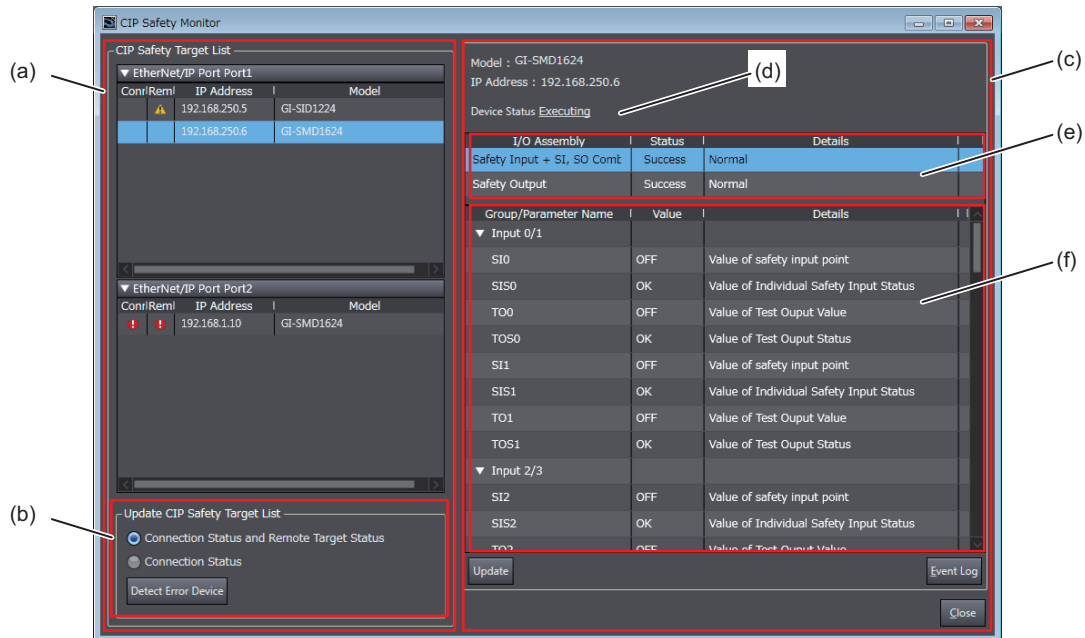 CIP Safety Monitor
(a)
CIP Safety Target List
▼ EtherNet/IP Port Port1
Conn Rem IP Address Model
192.168.250.5 GI-SID1224
192.168.250.6 GI-SMD1624
▼ EtherNet/IP Port Port2
Conn Rem IP Address Model
192.168.1.10 GI-SMD1624
(b)
Update CIP Safety Target List
Connection Status and Remote Target Status
Connection Status
Detect Error Device
(c)
Model : GI-SMD1624
IP Address : 192.168.250.6
(d)
Device Status Executing
(e)
I/O Assembly Status Details
Safety Input + SI, SO Comb Success Normal
Safety Output Success Normal
(f)
Group/Parameter Name Value Details
▼ Input 0/1
SI0 OFF Value of safety input point
SIS0 OK Value of Individual Safety Input Status
TO0 OFF Value of Test Ouput Value
TOS0 OK Value of Test Ouput Status
SI1 OFF Value of safety input point
SIS1 OK Value of Individual Safety Input Status
TO1 OFF Value of Test Ouput Value
TOS1 OK Value of Test Ouput Status
▼ Input 2/3
SI2 OFF Value of safety input point
SIS2 OK Value of Individual Safety Input Status
TO2 OFF Value of Test Ouput Value
Update
Event Log
Close